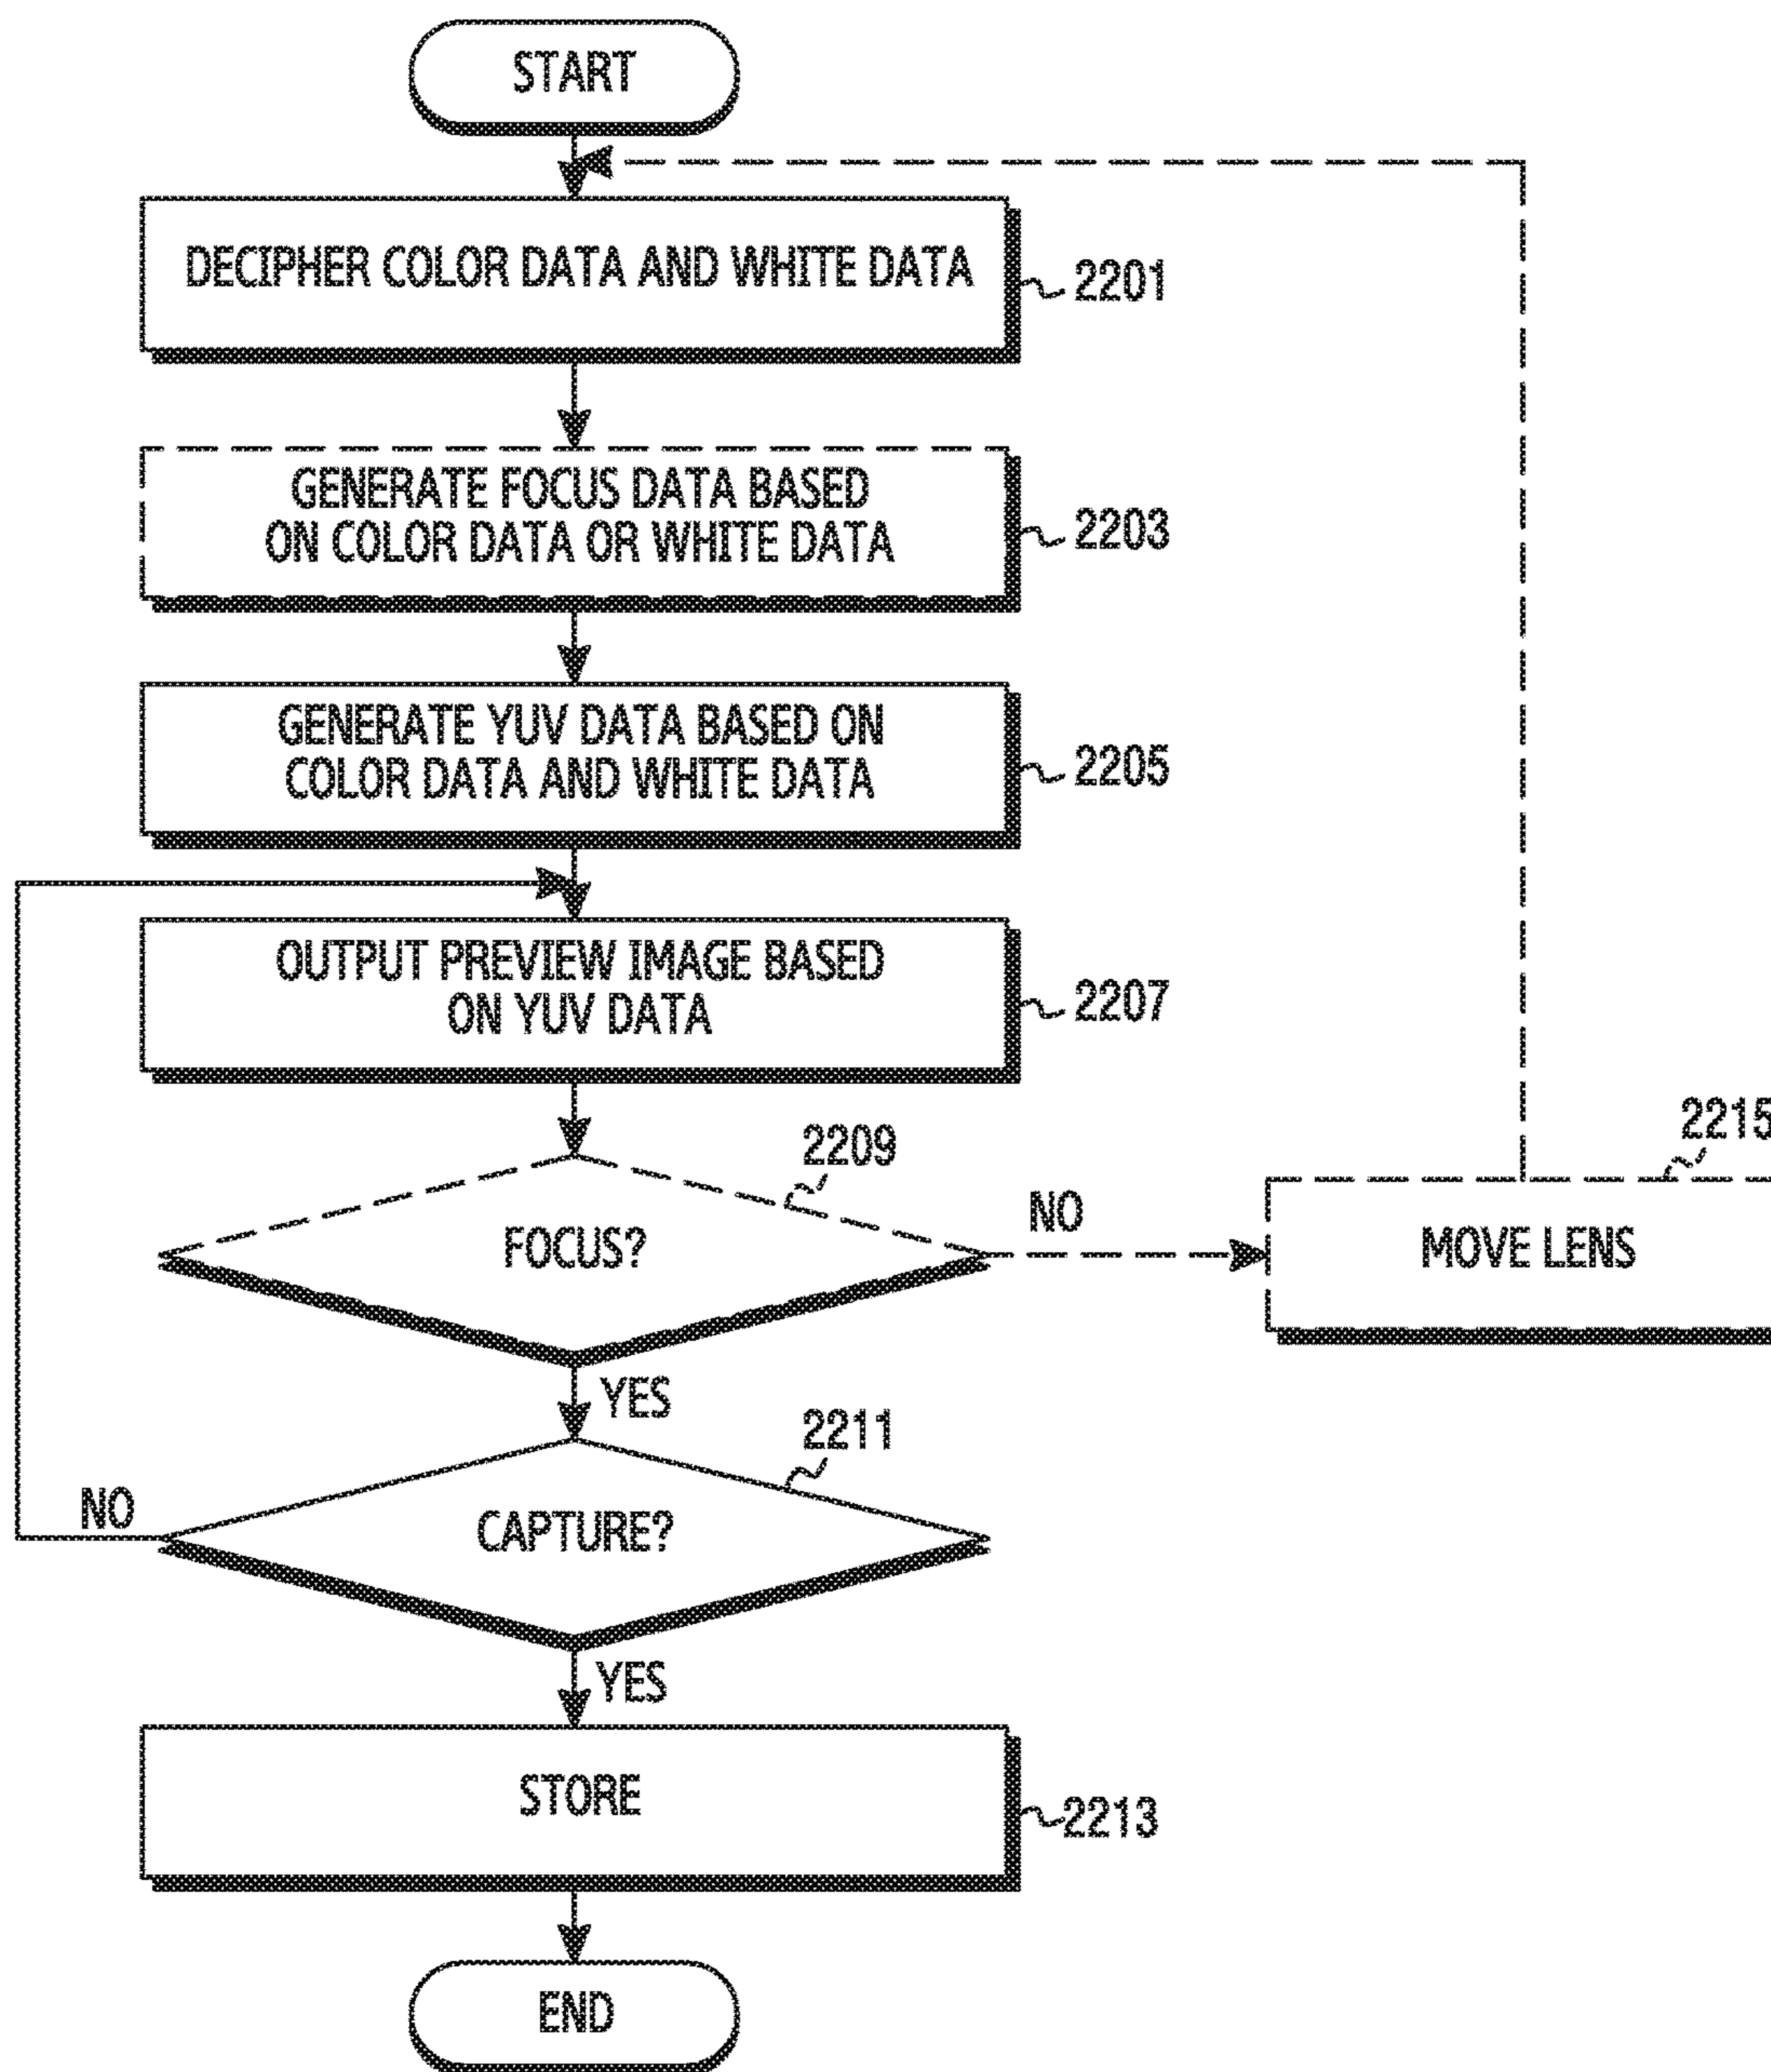 START
DECIPHER COLOR DATA AND WHITE DATA
2201
GENERATE FOCUS DATA BASED
ON COLOR DATA OR WHITE DATA
2203
GENERATE YUV DATA BASED ON
COLOR DATA AND WHITE DATA
2205
OUTPUT PREVIEW IMAGE BASED
ON YUV DATA
2207
2209
FOCUS?
NO
2215
MOVE LENS
YES
2211
CAPTURE?
NO
YES
STORE
2213
END